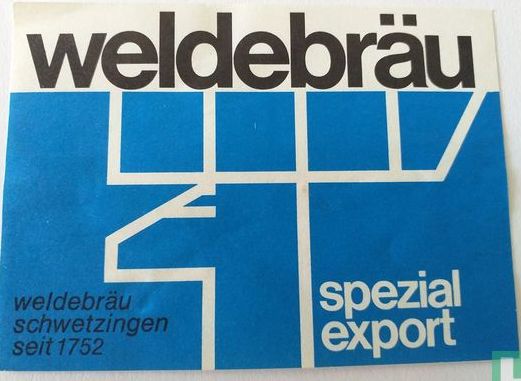 weldebräu
weldebräu
schwetzingen
seit 1752
spezial
export